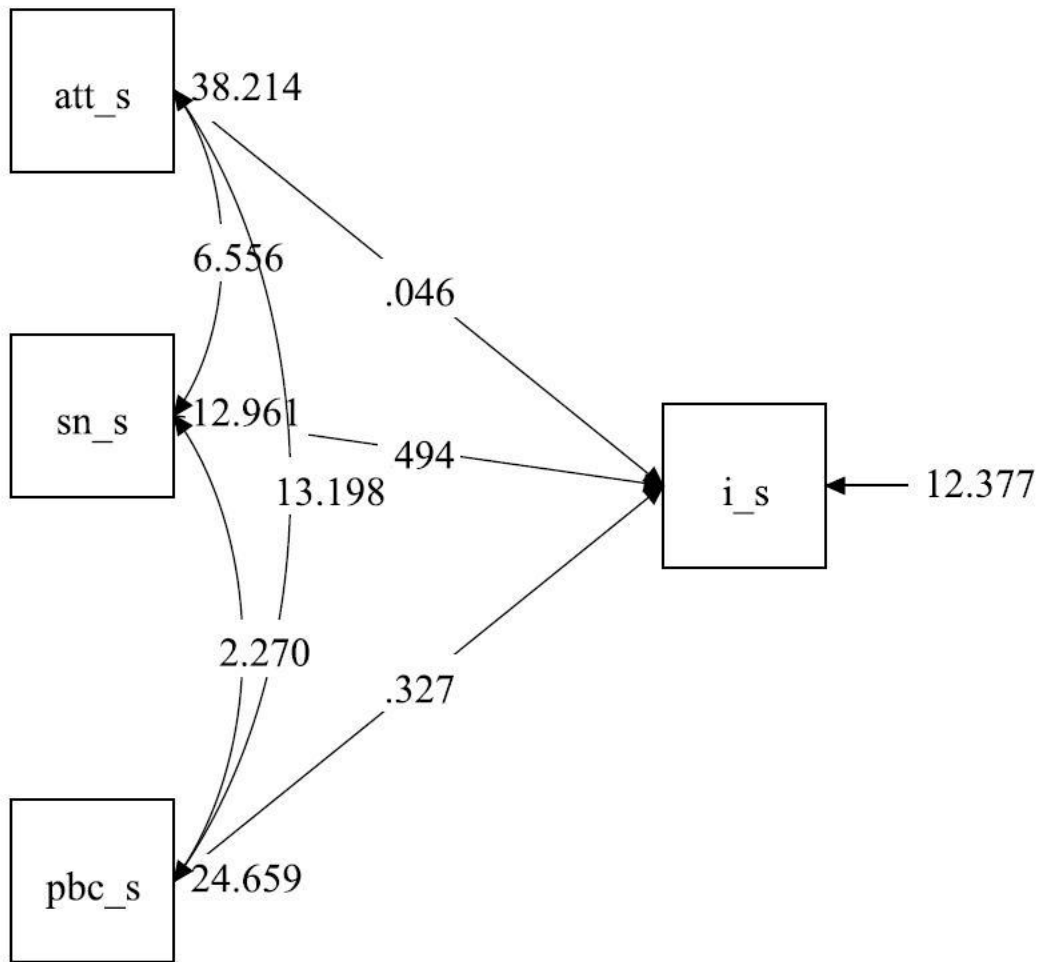 att_s
38.214
6.556
.046
sn_s
12.961
494
13.198
i_s
12.377
2.270
.327
pbc_s
24.659